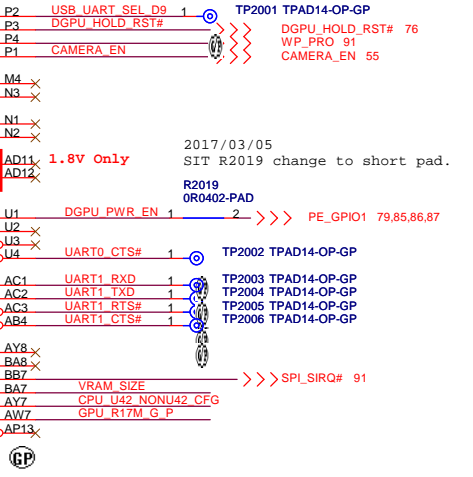 P2 USB_UART_SEL_D9 1 TP2001 TPAD14-OP-GP
P3 DGPU_HOLD_RST# DGPU_HOLD_RST# 76
P4 WP_PRO 91
P1 CAMERA_EN CAMERA_EN 55
M4
N3
N1
N2
2017/03/05
AD11 1.8V Only SIT R2019 change to short pad.
AD12
R2019
0R0402-PAD
U1 DGPU_PWR_EN 1 2 PE_GPIO1 79,85,86,87
U2
U3
U4 UART0_CTS# 1 TP2002 TPAD14-OP-GP
AC1 UART1_RXD 1 TP2003 TPAD14-OP-GP
AC2 UART1_TXD 1 TP2004 TPAD14-OP-GP
AC3 UART1_RTS# 1 TP2005 TPAD14-OP-GP
AB4 UART1_CTS# 1 TP2006 TPAD14-OP-GP
AY8
BA8
BB7 SPI_SIRQ# 91
BA7 VRAM_SIZE
AY7 CPU_U42_NONU42_CFG
AW7 GPU_R17M_G_P
AP13
GP